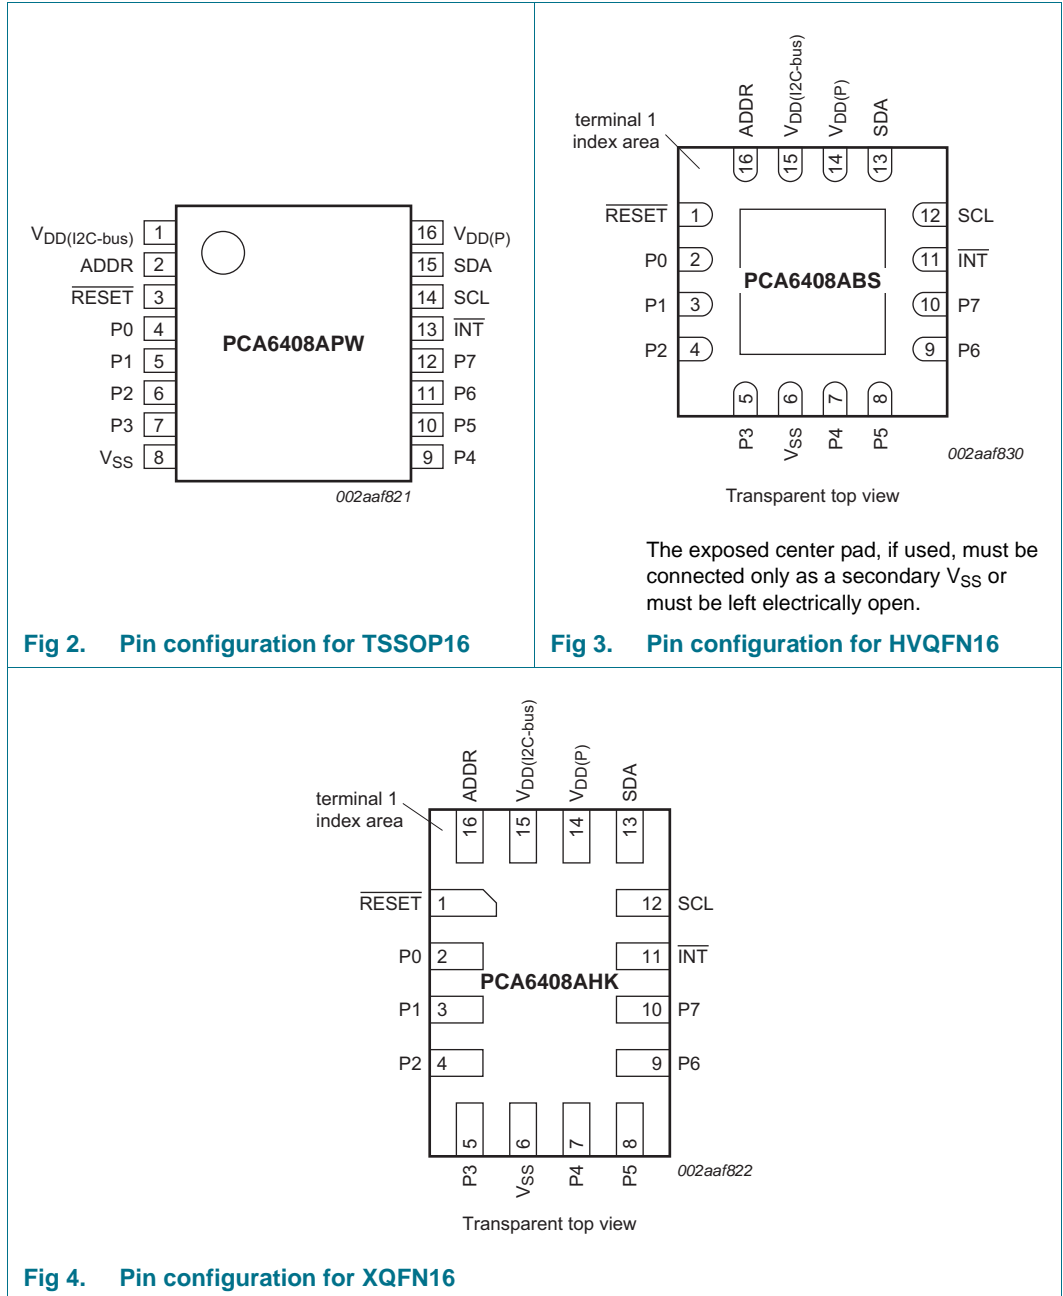 VDD(I2C-bus) 1
ADDR 2
RESET 3
P0 4
P1 5
P2 6
P3 7
VSS 8
PCA6408APW
16 VDD(P)
15 SDA
14 SCL
13 INT
12 P7
11 P6
10 P5
9 P4
002aaf821
Fig 2. Pin configuration for TSSOP16
terminal 1
index area
ADDR
VDD(I2C-bus)
VDD(P)
SDA
16
15
14
13
RESET 1
P0 2
P1 3
P2 4
PCA6408ABS
12 SCL
11 INT
10 P7
9 P6
5
6
7
8
P3
VSS
P4
P5
002aaf830
Transparent top view
The exposed center pad, if used, must be
connected only as a secondary VSS or
must be left electrically open.
Fig 3. Pin configuration for HVQFN16
terminal 1
index area
ADDR
VDD(I2C-bus)
VDD(P)
SDA
16
15
14
13
RESET 1
P0 2
P1 3
P2 4
PCA6408AHK
12 SCL
11 INT
10 P7
9 P6
5
6
7
8
P3
VSS
P4
P5
002aaf822
Transparent top view
Fig 4. Pin configuration for XQFN16